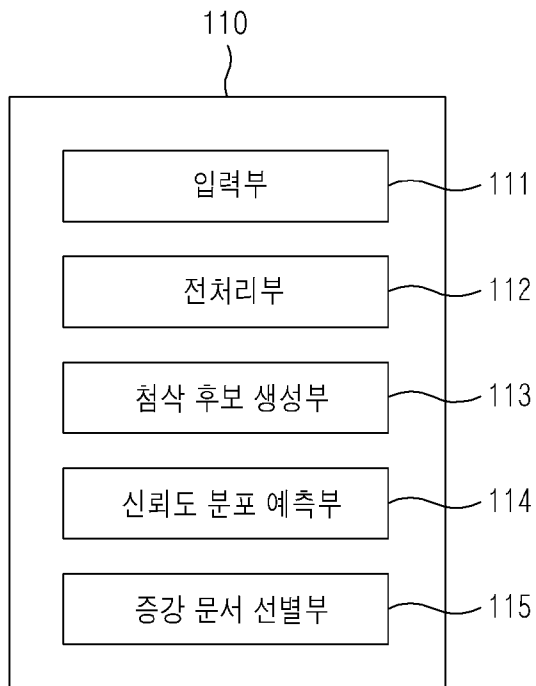 110
입력부 111
전처리부 112
첨삭 후보 생성부 113
신뢰도 분포 예측부 114
증강 문서 선별부 115